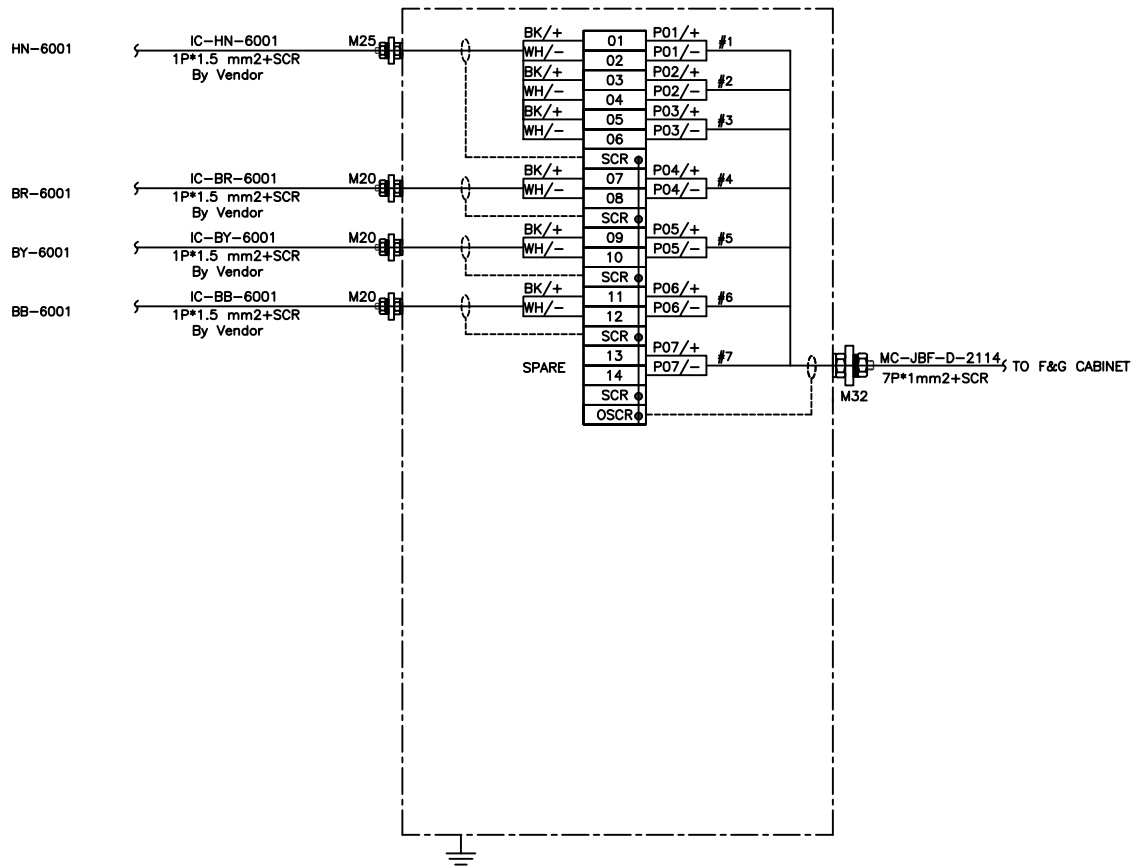 HN-6001
IC-HN-6001
1P*1.5 mm2+SCR
By Vendor
M25
BR-6001
IC-BR-6001
1P*1.5 mm2+SCR
By Vendor
M20
BY-6001
IC-BY-6001
1P*1.5 mm2+SCR
By Vendor
M20
BB-6001
IC-BB-6001
1P*1.5 mm2+SCR
By Vendor
M20
BK/+
WH/-
BK/+
WH/-
BK/+
WH/-
BK/+
WH/-
BK/+
WH/-
BK/+
WH/-
SPARE
01
02
03
04
05
06
SCR
07
08
SCR
09
10
SCR
11
12
SCR
13
14
SCR
OSCR
P01/+
P01/-
#1
P02/+
P02/-
#2
P03/+
P03/-
#3
P04/+
P04/-
#4
P05/+
P05/-
#5
P06/+
P06/-
#6
P07/+
P07/-
#7
M32
MC-JBF-D-2114
7P*1mm2+SCR
TO F&G CABINET